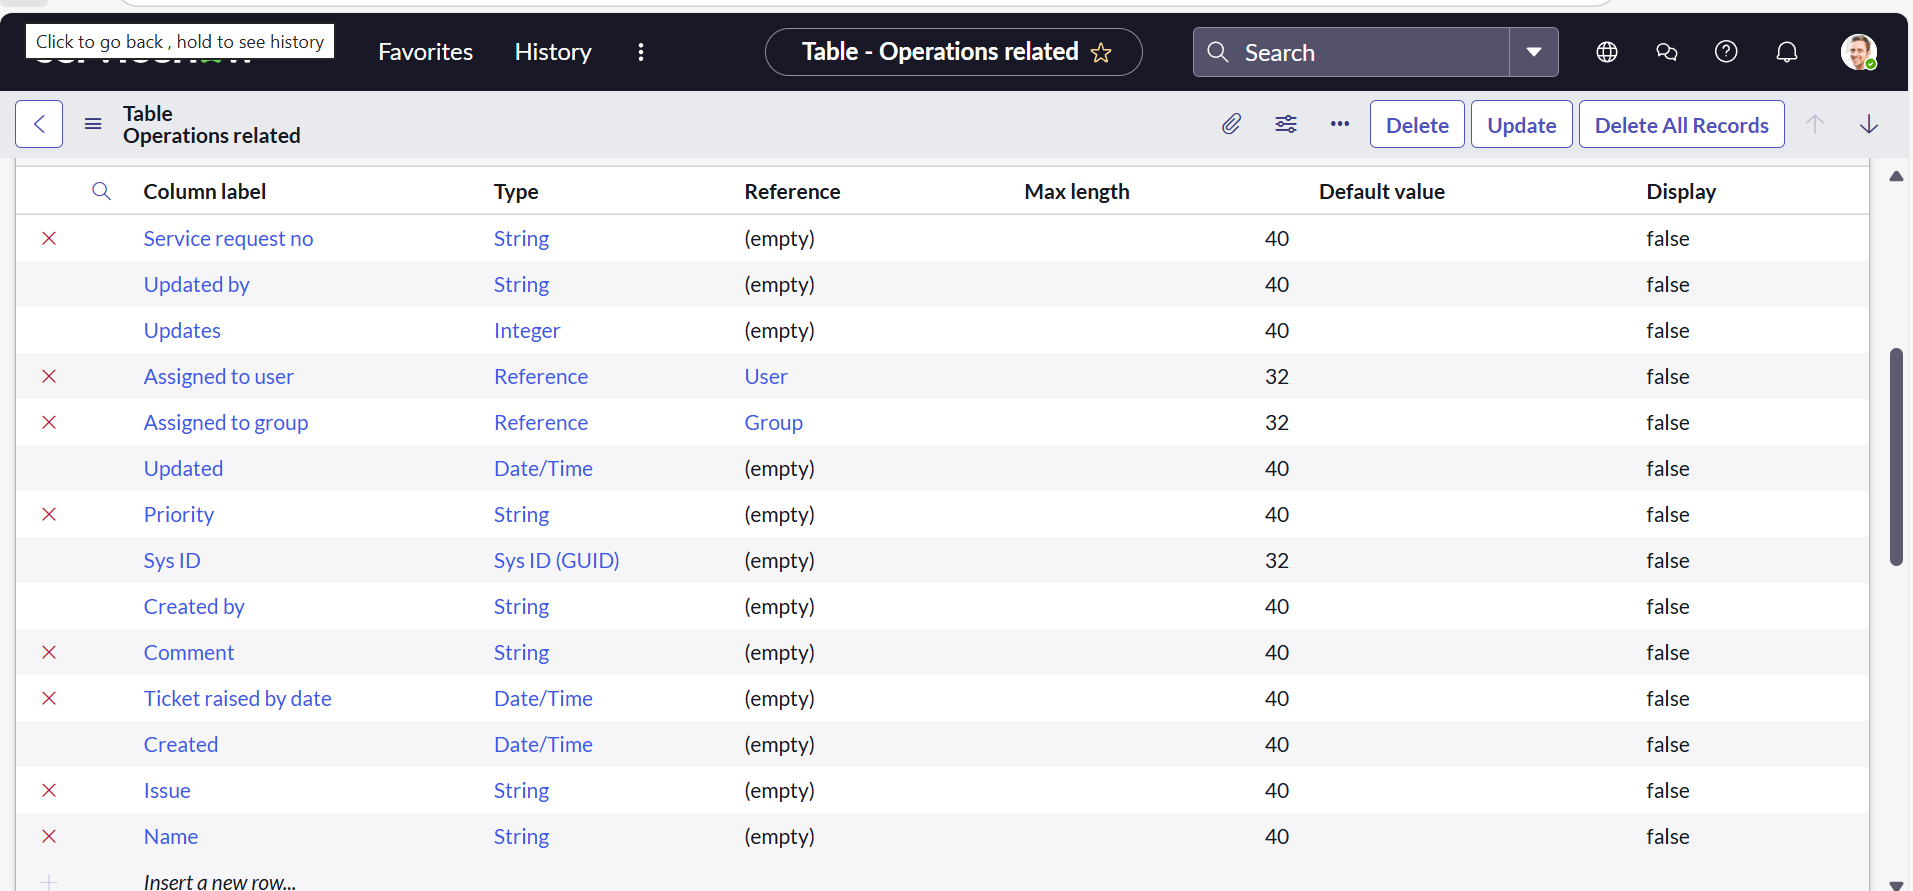 Click to go back , hold to see history
Favorites
History
Table - Operations related
Search
Table
Operations related
Delete
Update
Delete All Records
Column label Type Reference Max length Default value Display
Service request no String (empty) 40 false
Updated by String (empty) 40 false
Updates Integer (empty) 40 false
Assigned to user Reference User 32 false
Assigned to group Reference Group 32 false
Updated Date/Time (empty) 40 false
Priority String (empty) 40 false
Sys ID Sys ID (GUID) (empty) 32 false
Created by String (empty) 40 false
Comment String (empty) 40 false
Ticket raised by date Date/Time (empty) 40 false
Created Date/Time (empty) 40 false
Issue String (empty) 40 false
Name String (empty) 40 false
Insert a new row...